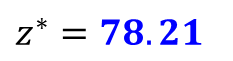 z* = 78.21